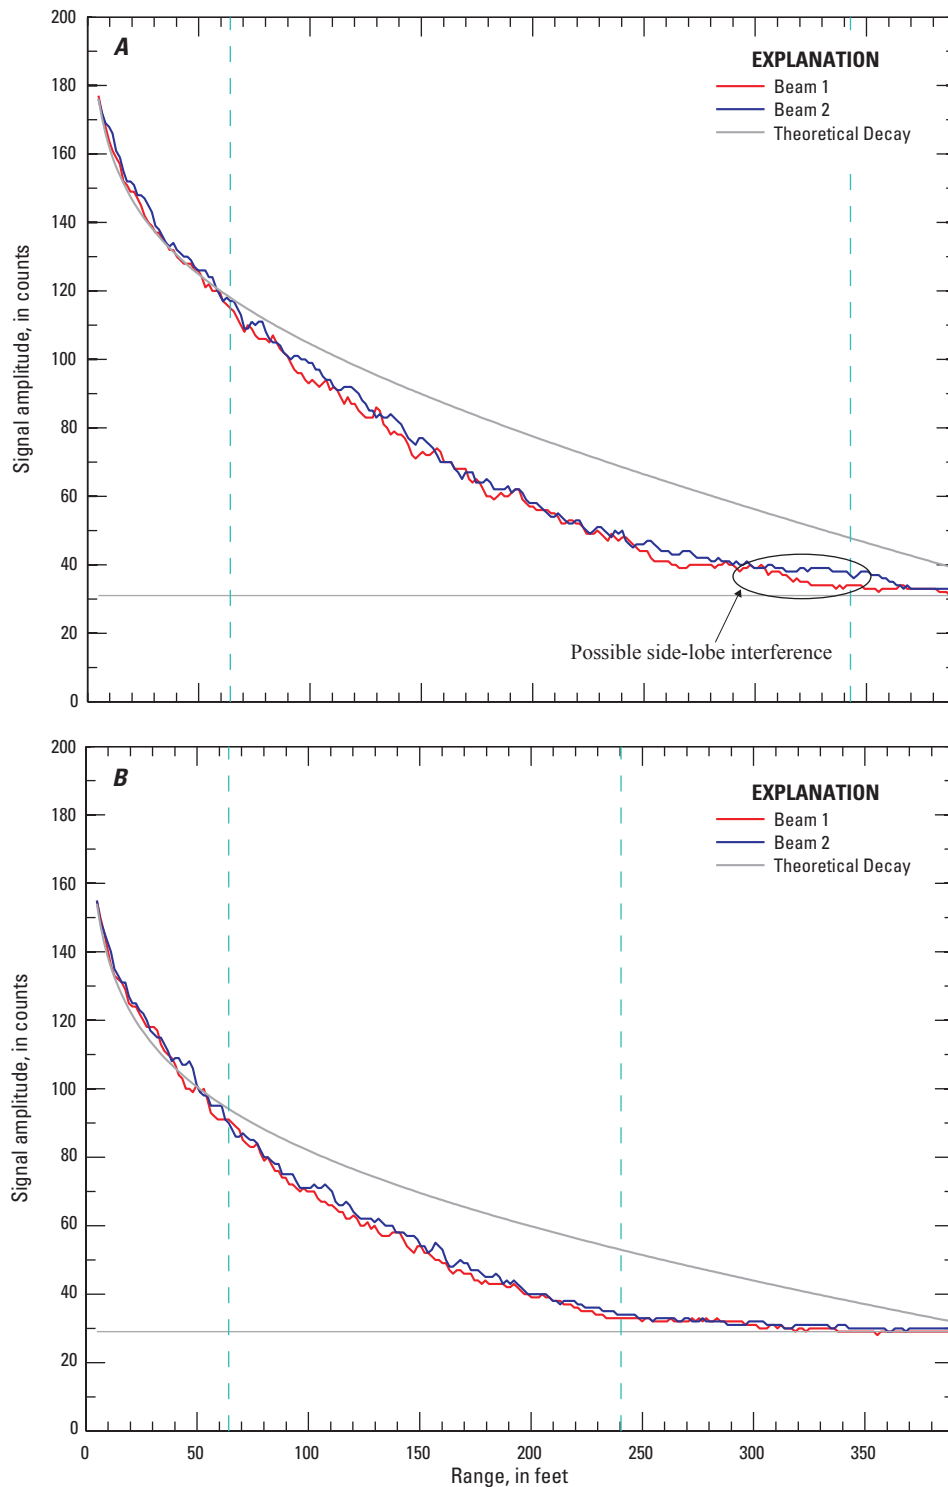 A
EXPLANATION
Beam 1
Beam 2
Theoretical Decay
200
180
160
140
120
100
80
60
40
20
0
Signal amplitude, in counts
Possible side-lobe interference
B
EXPLANATION
Beam 1
Beam 2
Theoretical Decay
200
180
160
140
120
100
80
60
40
20
0
Signal amplitude, in counts
0 50 100 150 200 250 300 350
Range, in feet